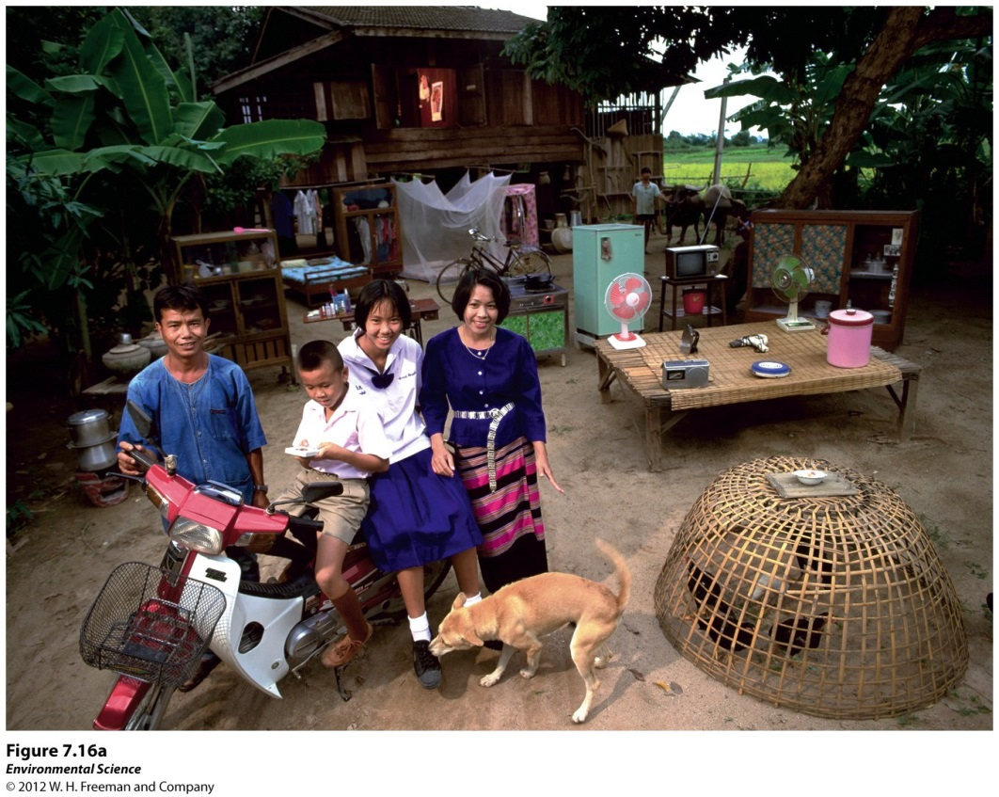 Figure 7.16a
Environmental Science
© 2012 W. H. Freeman and Company